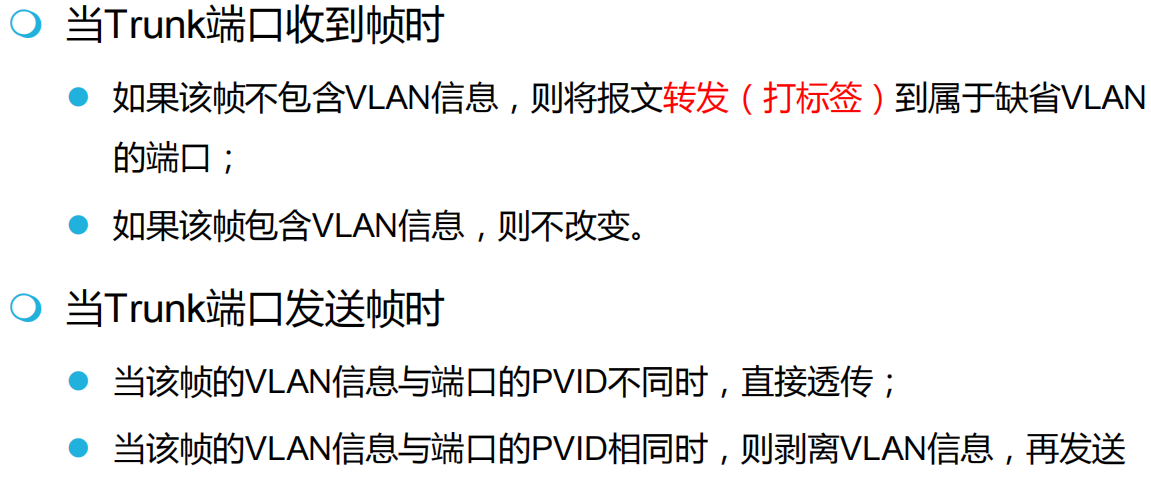 当Trunk端口收到帧时
如果该帧不包含VLAN信息，则将报文转发（打标签）到属于缺省VLAN
的端口；
如果该帧包含VLAN信息，则不改变。
当Trunk端口发送帧时
当该帧的VLAN信息与端口的PVID不同时，直接透传；
当该帧的VLAN信息与端口的PVID相同时，则剥离VLAN信息，再发送